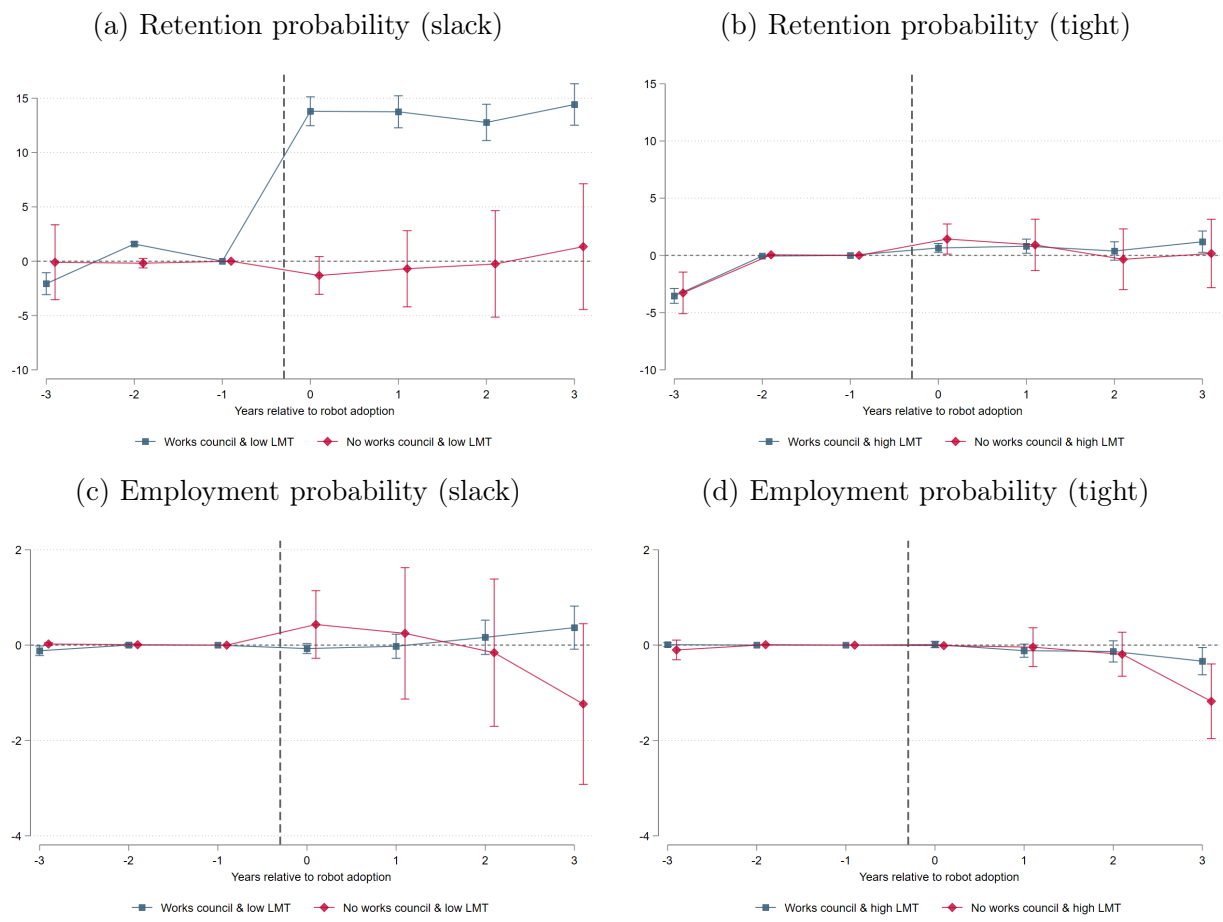 (a) Retention probability (slack)
(b) Retention probability (tight)
15
10
5
0
-5
-10
-3 -2 -1 0 1 2 3
Years relative to robot adoption
Works council & low LMT No works council & low LMT
15
10
5
0
-5
-10
-3 -2 -1 0 1 2 3
Years relative to robot adoption
Works council & high LMT No works council & high LMT
(c) Employment probability (slack)
(d) Employment probability (tight)
2
0
-2
-4
-3 -2 -1 0 1 2 3
Years relative to robot adoption
Works council & low LMT No works council & low LMT
2
0
-2
-4
-3 -2 -1 0 1 2 3
Years relative to robot adoption
Works council & high LMT No works council & high LMT